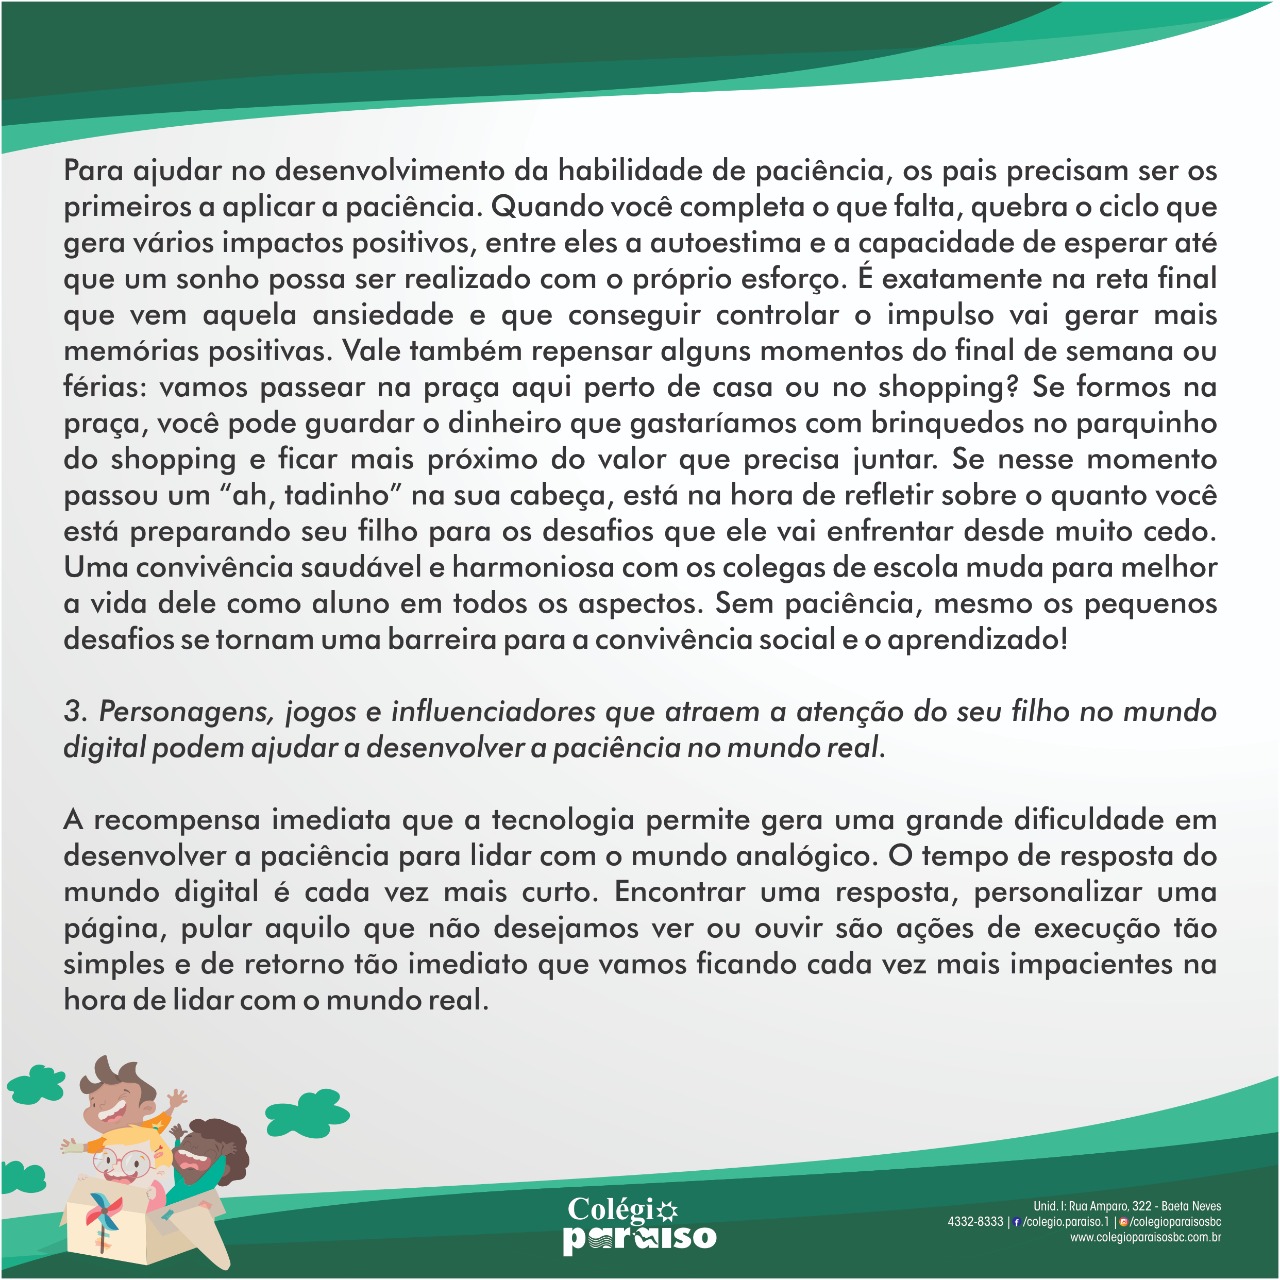 Para ajudar no desenvolvimento da habilidade de paciência, os pais precisam ser os
primeiros a aplicar a paciência. Quando você completa o que falta, quebra o ciclo que
gera vários impactos positivos, entre eles a autoestima e a capacidade de esperar até
que um sonho possa ser realizado com o próprio esforço. É exatamente na reta final
que vem aquela ansiedade e que conseguir controlar o impulso vai gerar mais
memórias positivas. Vale também repensar alguns momentos do final de semana ou
férias: vamos passear na praça aqui perto de casa ou no shopping? Se formos na
praça, você pode guardar o dinheiro que gastaríamos com brinquedos no parquinho
do shopping e ficar mais próximo do valor que precisa juntar. Se nesse momento
passou um “ah, tadinho” na sua cabeça, está na hora de refletir sobre o quanto você
está preparando seu filho para os desafios que ele vai enfrentar desde muito cedo.
Uma convivência saudável e harmoniosa com os colegas de escola muda para melhor
a vida dele como aluno em todos os aspectos. Sem paciência, mesmo os pequenos
desafios se tornam uma barreira para a convivência social e o aprendizado!
3. Personagens, jogos e influenciadores que atraem a atenção do seu filho no mundo
digital podem ajudar a desenvolver a paciência no mundo real.
A recompensa imediata que a tecnologia permite gera uma grande dificuldade em
desenvolver a paciência para lidar com o mundo analógico. O tempo de resposta do
mundo digital é cada vez mais curto. Encontrar uma resposta, personalizar uma
página, pular aquilo que não desejamos ver ou ouvir são ações de execução tão
simples e de retorno tão imediato que vamos ficando cada vez mais impacientes na
hora de lidar com o mundo real.
Colégio
paraiso
Unid. I: Rua Amparo, 322 - Baeta Neves
4332-8333 | f /colegio.paraiso.1 | /colegioparaisosbc
www.colegioparaisosbc.com.br